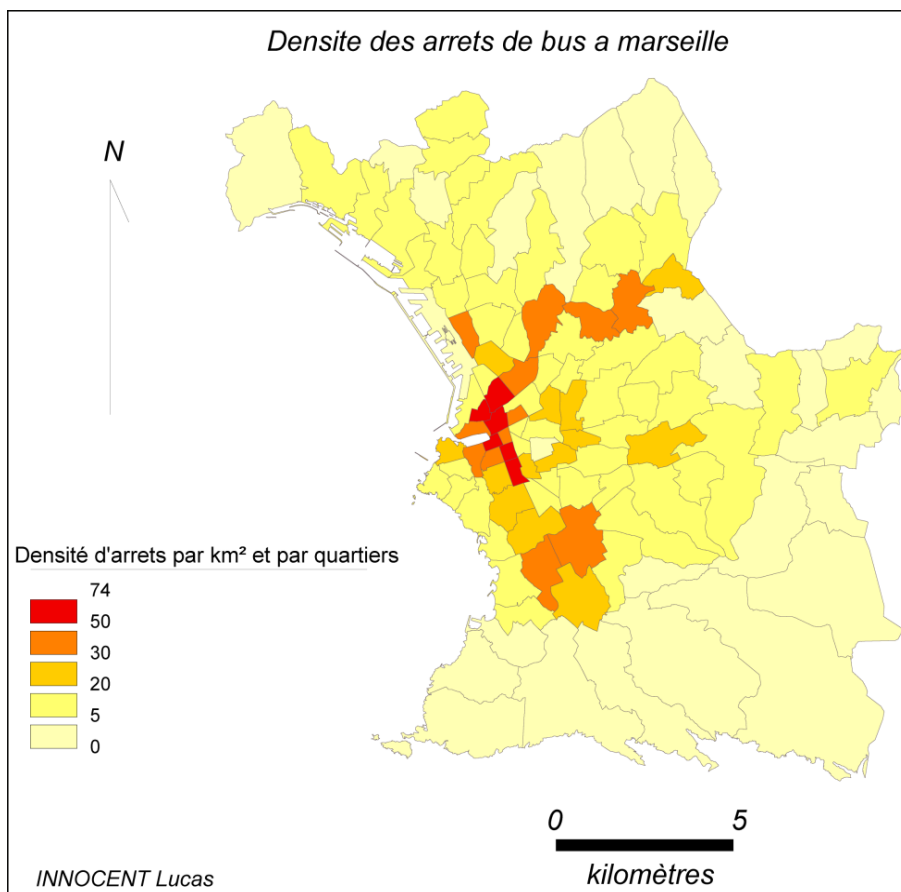 Densite des arrets de bus a marseille
N
Densité d'arrets par km² et par quartiers
74
50
30
20
5
0
0 5
kilomètres
INNOCENT Lucas